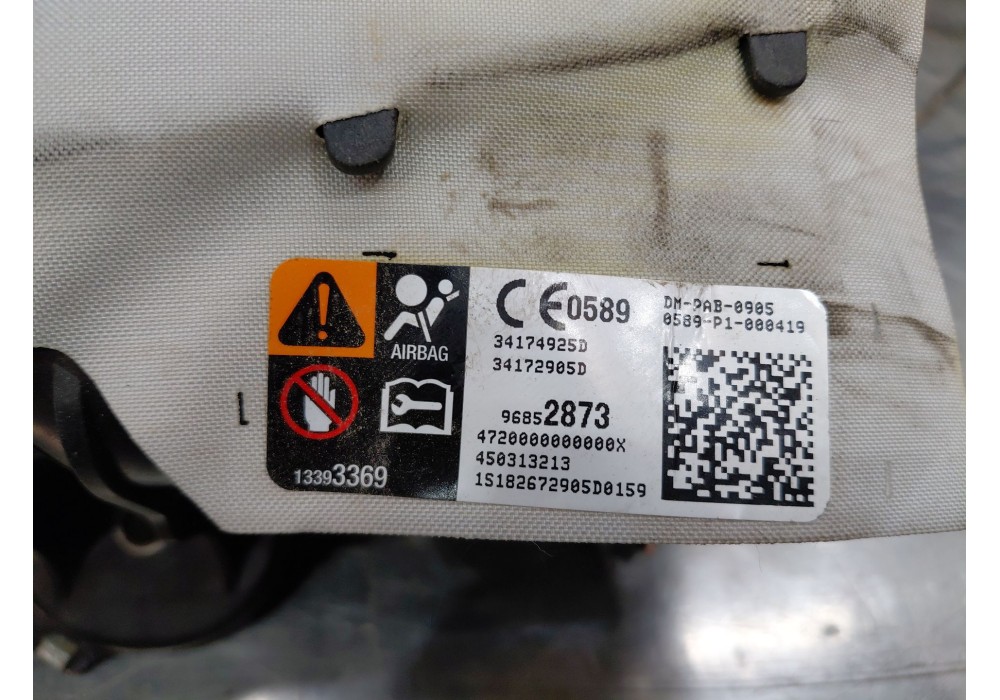 AIRBAG
13393369
CE0589
34174925D
34172905D
96852873
4720000000000X
450313213
1S182672905D0159
DM-PAB-0905
0589-P1-000419